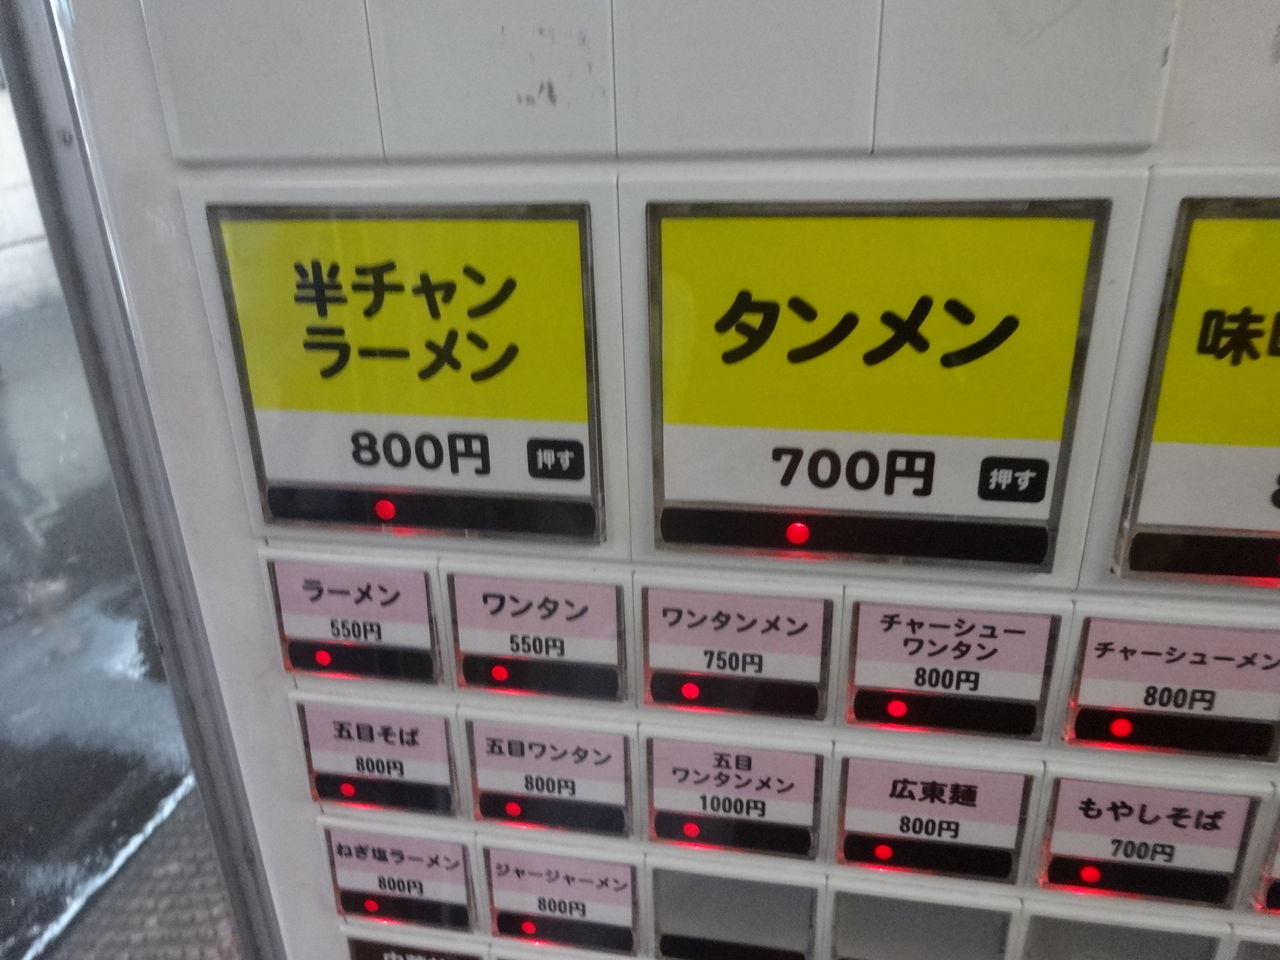 半チャン
ラーメン
800円
押す
タンメン
700円
押す
味
ラーメン
550円
ワンタン
550円
ワンタンメン
750円
チャーシュー
ワンタン
800円
チャーシューメン
800円
五目そば
800円
五目ワンタン
800円
五目
ワンタンメン
1000円
広東麺
800円
もやしそば
700円
ねぎ塩ラーメン
800円
ジャージャーメン
800円